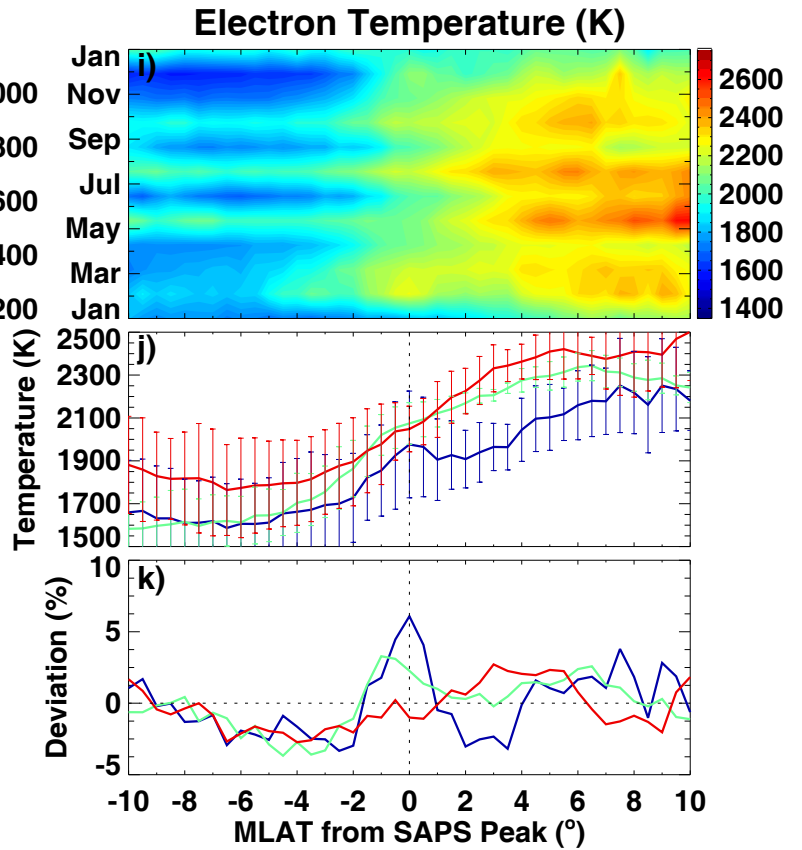 Electron Temperature (K)
i)
Jan
Nov
Sep
Jul
May
Mar
Jan
000
800
600
400
200
2600
2400
2200
2000
1800
1600
1400
j)
Temperature (K)
2500
2300
2100
1900
1700
1500
k)
Deviation (%)
10
5
0
-5
-10 -8 -6 -4 -2 0 2 4 6 8 10
MLAT from SAPS Peak (º)